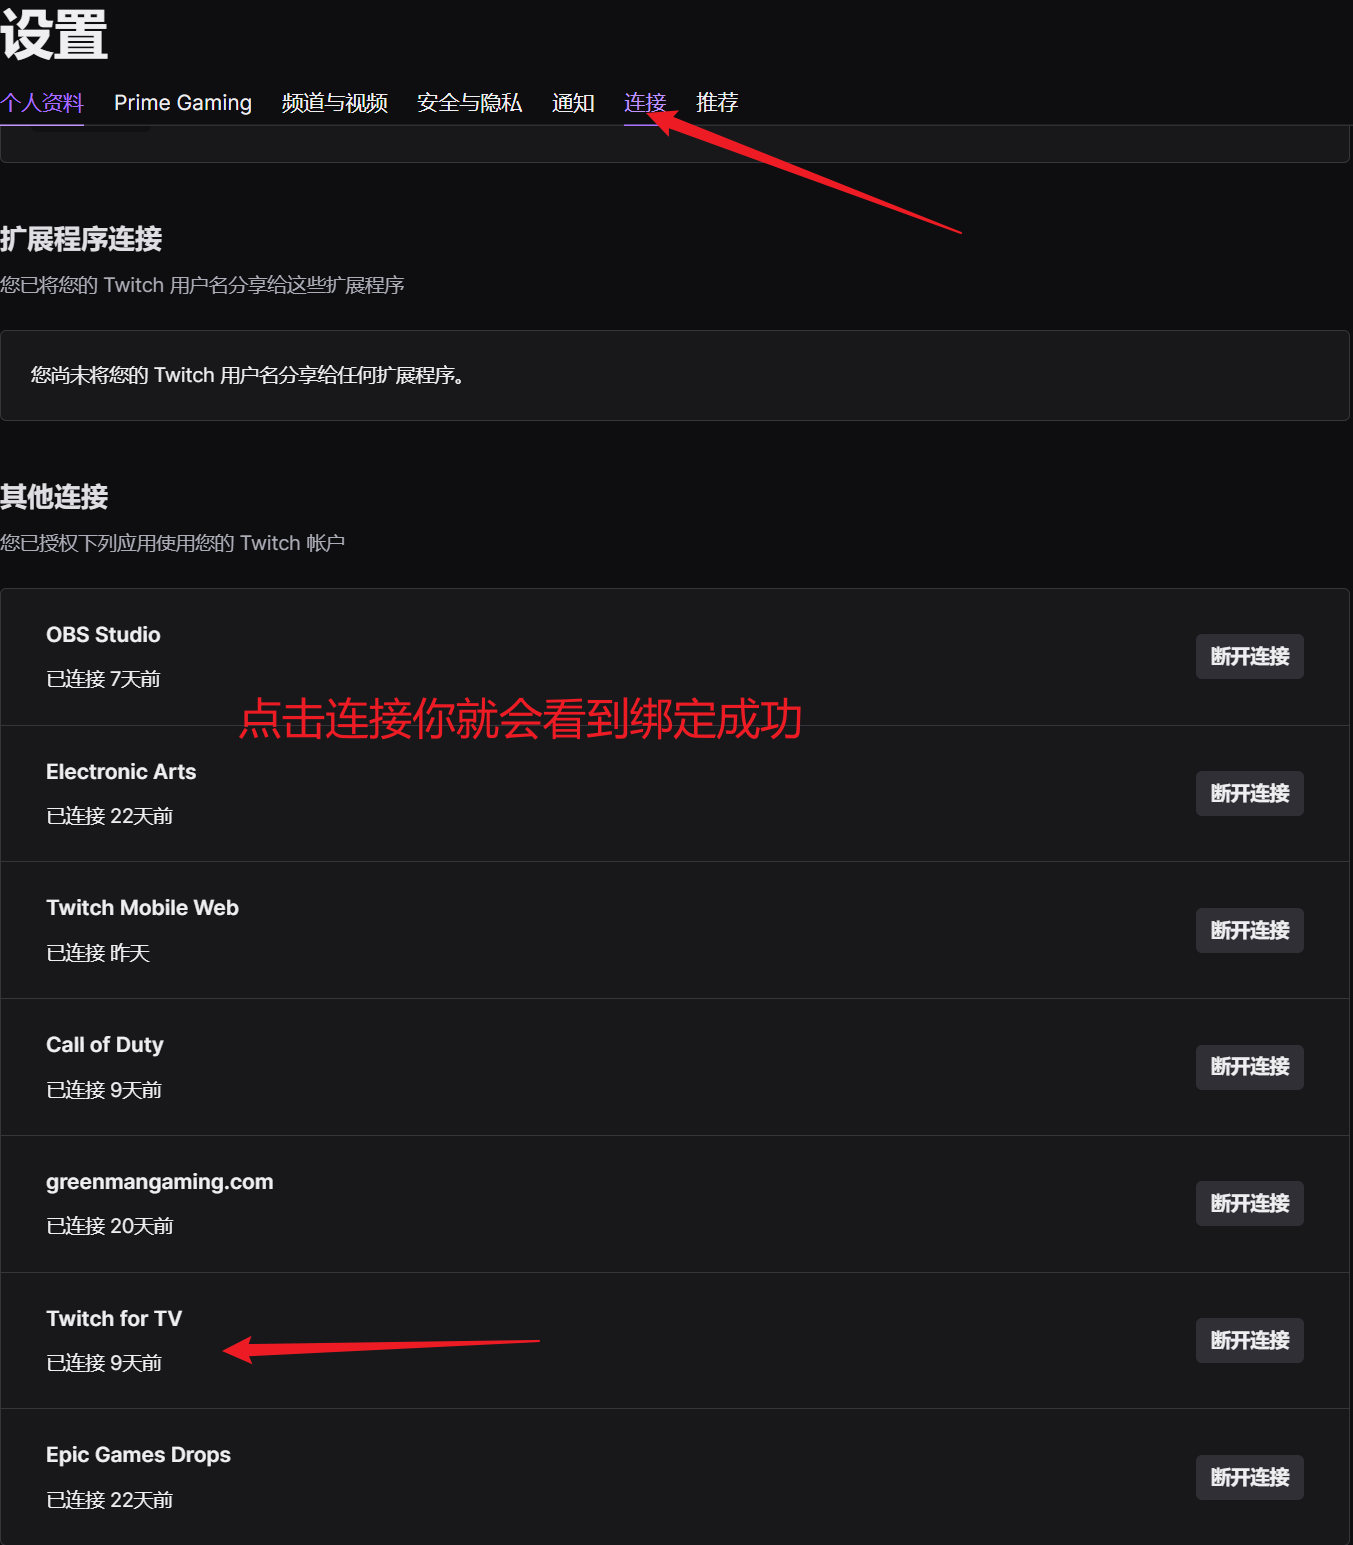 设置
个人资料 Prime Gaming 频道与视频 安全与隐私 通知 连接 推荐
扩展程序连接
您已将您的 Twitch 用户名分享给这些扩展程序
您尚未将您的 Twitch 用户名分享给任何扩展程序。
其他连接
您已授权下列应用使用您的 Twitch 帐户
OBS Studio
断开连接
已连接 7天前
点击连接你就会看到绑定成功
Electronic Arts
断开连接
已连接 22天前
Twitch Mobile Web
断开连接
已连接 昨天
Call of Duty
断开连接
已连接 9天前
greenmangaming.com
断开连接
已连接 20天前
Twitch for TV
断开连接
已连接 9天前
Epic Games Drops
断开连接
已连接 22天前